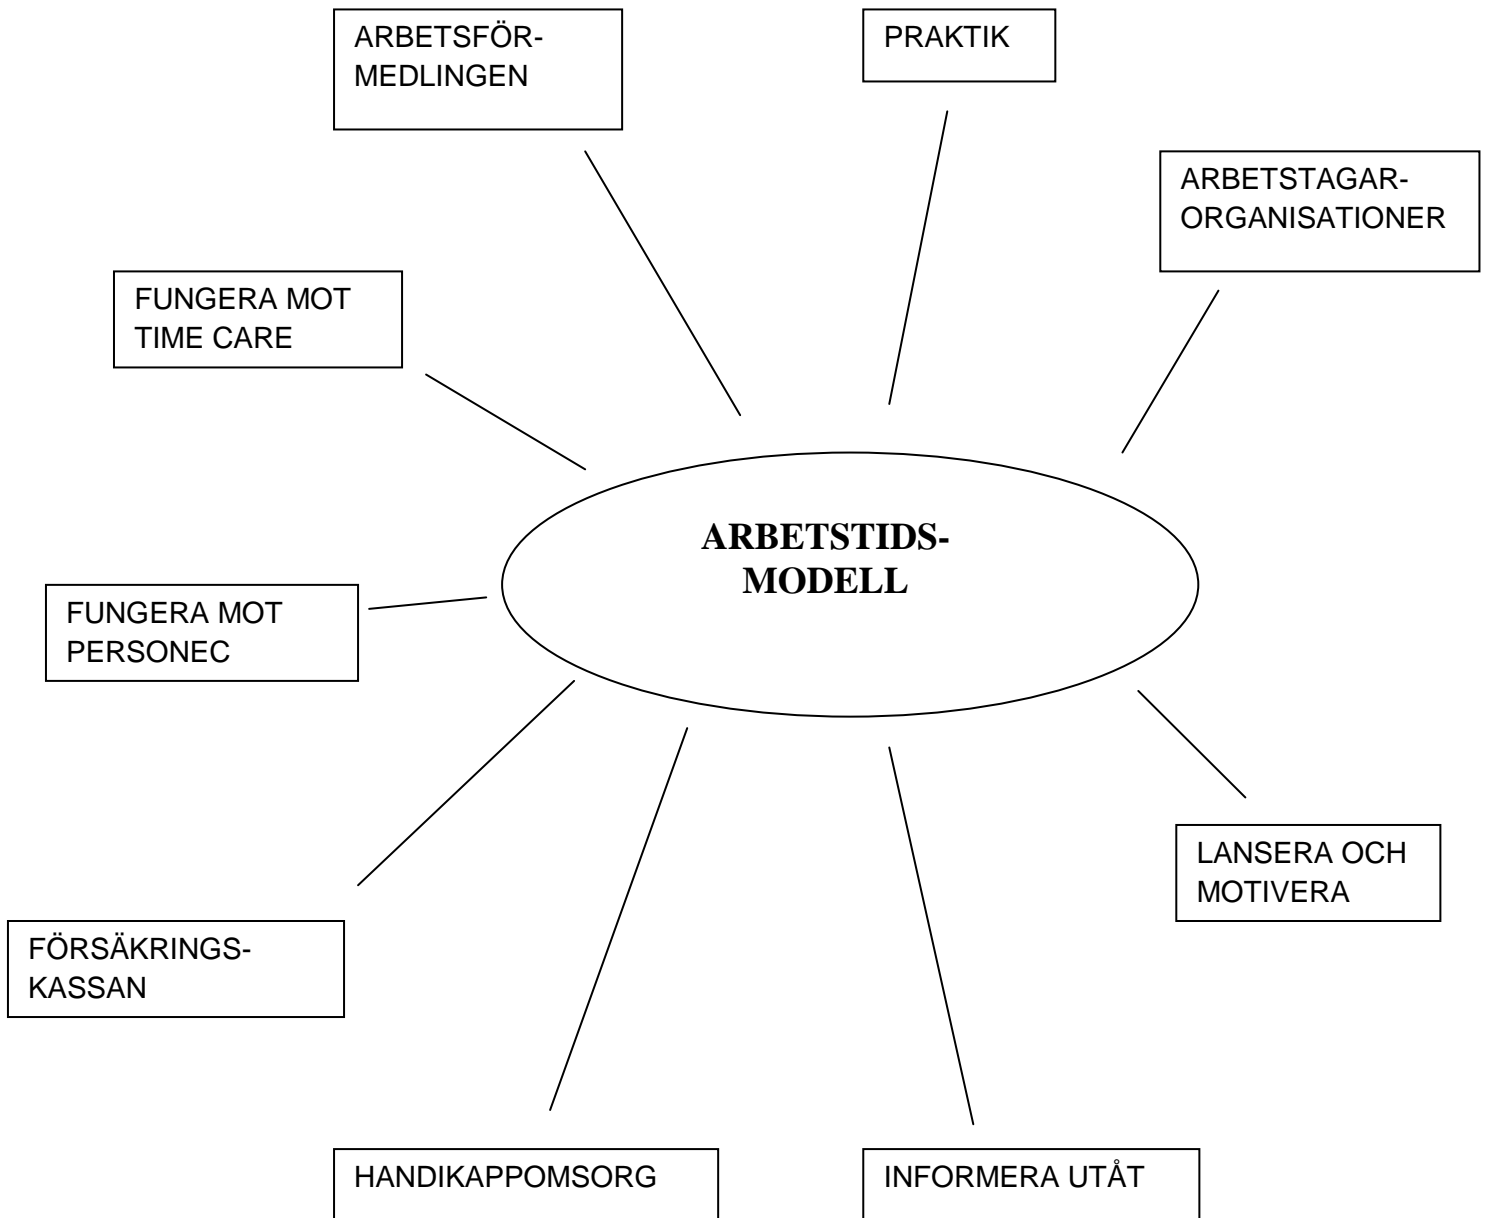 ARBETSFÖR-
MEDLINGEN
PRAKTIK
ARBETSTAGAR-
ORGANISATIONER
FUNGERA MOT
TIME CARE
ARBETSTIDS-
MODELL
FUNGERA MOT
PERSONEC
LANSERA OCH
MOTIVERA
FÖRSÄKRINGS-
KASSAN
HANDIKAPPOMSORG
INFORMERA UTÅT